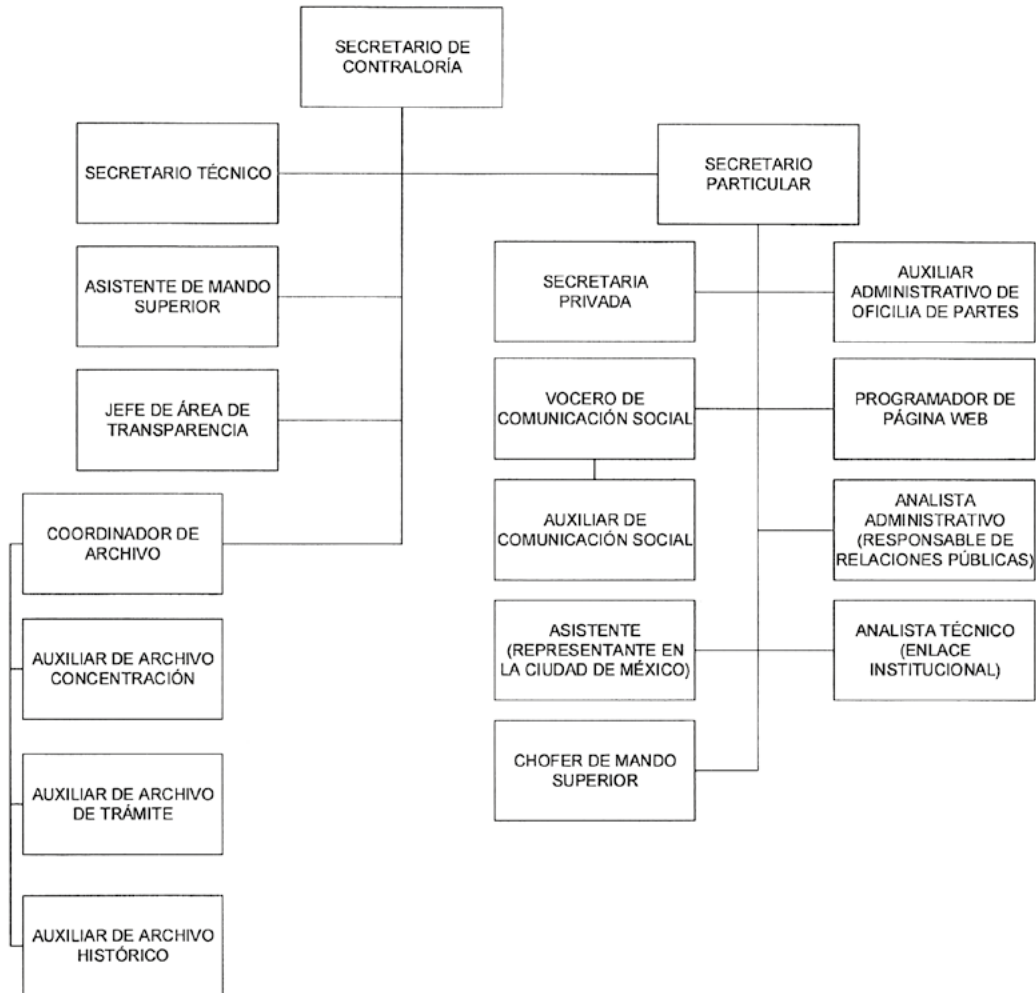 SECRETARIO DE
CONTRALORÍA
SECRETARIO TÉCNICO
SECRETARIO
PARTICULAR
ASISTENTE DE MANDO
SUPERIOR
SECRETARIA
PRIVADA
AUXILIAR
ADMINISTRATIVO DE
OFICILIA DE PARTES
JEFE DE ÁREA DE
TRANSPARENCIA
VOCERO DE
COMUNICACIÓN SOCIAL
PROGRAMADOR DE
PÁGINA WEB
COORDINADOR DE
ARCHIVO
AUXILIAR DE
COMUNICACIÓN SOCIAL
ANALISTA
ADMINISTRATIVO
(RESPONSABLE DE
RELACIONES PÚBLICAS)
AUXILIAR DE ARCHIVO
CONCENTRACIÓN
ASISTENTE
(REPRESENTANTE EN
LA CIUDAD DE MÉXICO)
ANALISTA TÉCNICO
(ENLACE
INSTITUCIONAL)
AUXILIAR DE ARCHIVO
DE TRÁMITE
CHOFER DE MANDO
SUPERIOR
AUXILIAR DE ARCHIVO
HISTÓRICO